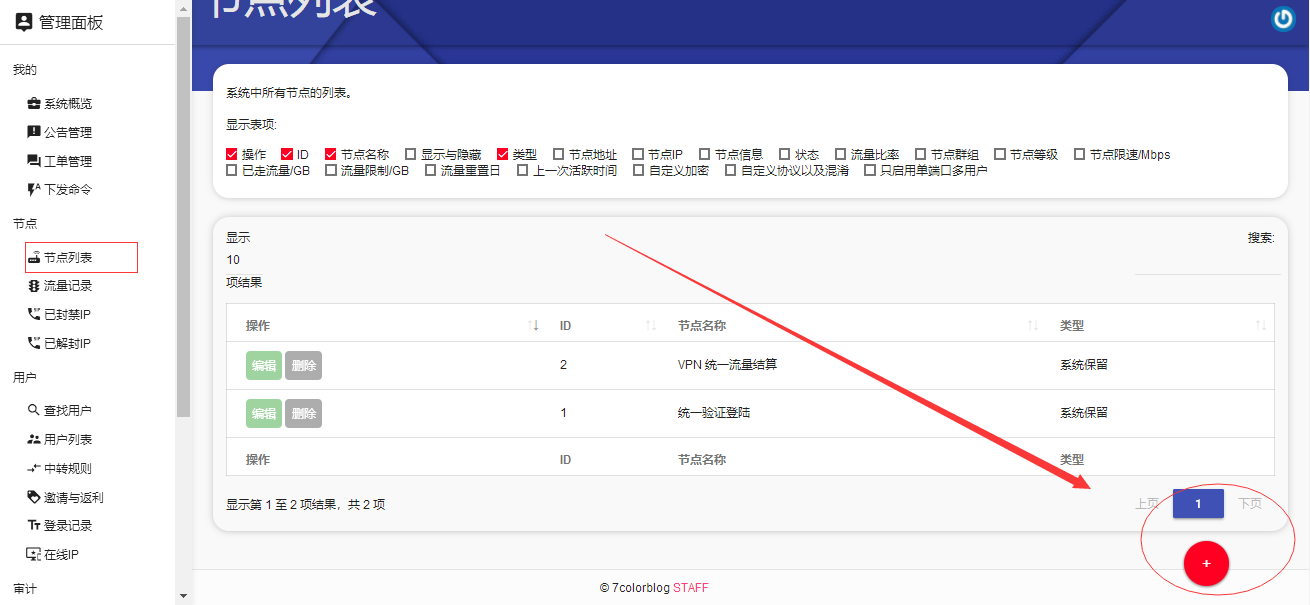 管理面板
我的
系统概览
公告管理
工单管理
下发命令
节点
节点列表
流量记录
已封禁IP
已解封IP
用户
查找用户
用户列表
中转规则
邀请与返利
登录记录
在线IP
审计
节点列表
系统中所有节点的列表。
显示表项:
操作 ID 节点名称 显示与隐藏 类型 节点地址 节点IP 节点信息 状态 流量比率 节点群组 节点等级 节点限速/Mbps
已走流量/GB 流量限制/GB 流量重置日 上一次活跃时间 自定义加密 自定义协议以及混淆 只启用单端口多用户
显示
10
项结果
搜索:
操作 ID 节点名称 类型
编辑 删除 2 VPN 统一流量结算 系统保留
编辑 删除 1 统一验证登陆 系统保留
操作 ID 节点名称 类型
显示第 1 至 2 项结果，共 2 项
上页 1 下页
+
© 7colorblog STAFF